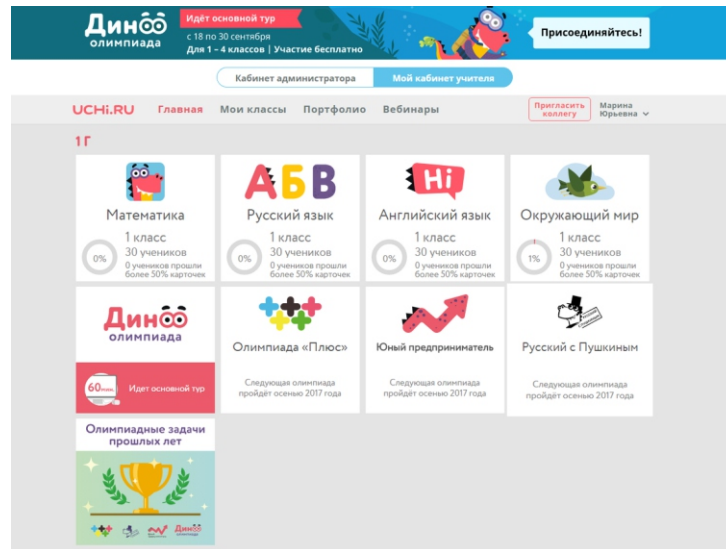 Дино
олимпиада
Идёт
основной тур
с 18 по 30 сентября
Для 1 – 4 классов | Участие бесплатно
Присоединяйтесь!
Кабинет администратора
Мой кабинет учителя
UCHi.RU
Главная
Мои классы
Портфолио
Вебинары
Пригласить
коллегу
Марина
Юрьевна
1 Г
Математика
1 класс
0%
30 учеников
0 учеников прошли
более 50% карточек
АБВ
Русский язык
1 класс
0%
30 учеников
0 учеников прошли
более 50% карточек
Hi
Английский язык
1 класс
0%
30 учеников
0 учеников прошли
более 50% карточек
Окружающий мир
1 класс
1%
30 учеников
0 учеников прошли
более 50% карточек
Дино
олимпиада
60 мин.
Идет основной тур
Олимпиада «Плюс»
Следующая олимпиада
пройдёт осенью 2017 года
Юный предприниматель
Следующая олимпиада
пройдёт осенью 2017 года
Русский с Пушкиным
Следующая олимпиада
пройдёт осенью 2017 года
Олимпиадные задачи
прошлых лет
Дино
олимпиада